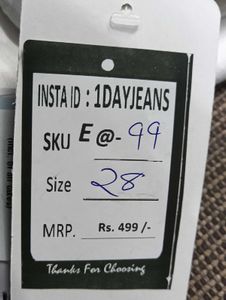 INSTA ID : 1DAYJEANS
SKU E @- 99
Size 28
MRP. Rs. 499 /-
Thanks For Choosing